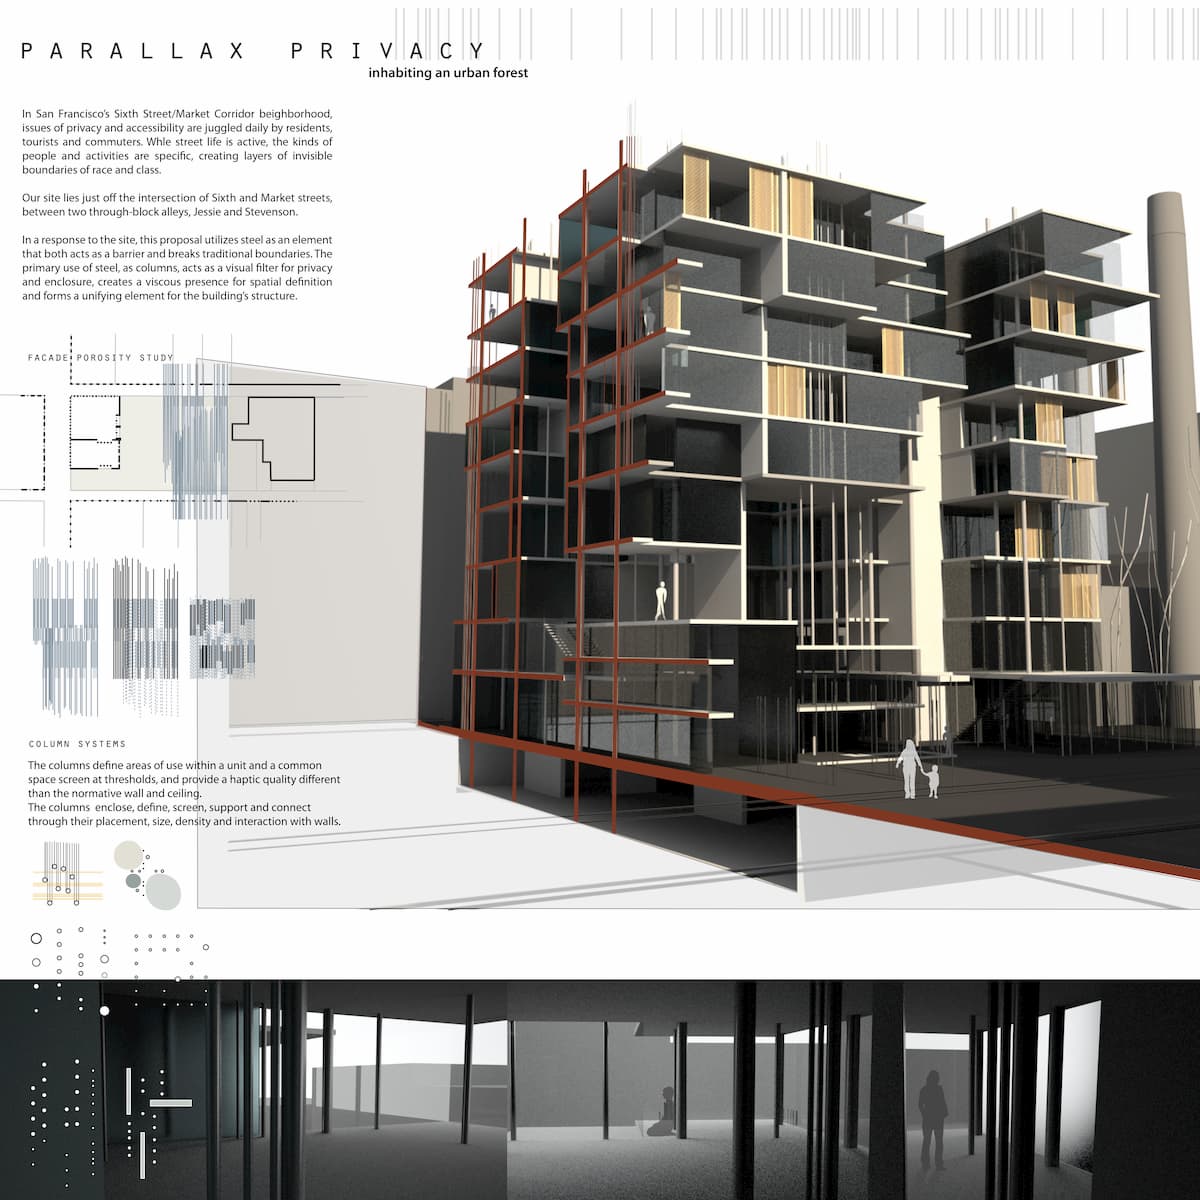 PARALLAX PRIVACY
inhabiting an urban forest
In San Francisco's Sixth Street/Market Corridor beighborhood,
issues of privacy and accessibility are juggled daily by residents,
tourists and commuters. Whle street life is active, the kinds of
people and activities are specific, creating layers of invisible
boundaries of race and class.
Our site lies just off the intersection of Sixth and Market streets,
between two through-block alleys, Jessie and Stevenson.
In a response to the site, this proposal utilizes steel as an element
that both acts as a barrier and breaks traditional boundaries. The
primary use of steel, as columns, acts as a visual filter for privacy
and enclosure, creates a viscous presence for spatial definition
and forms a unifying element for the building's structure.
FACADE POROSITY STUDY
COLUMN SYSTEMS
The columns define areas of use within a unit and a common
space screen at thresholds, and provide a haptic quality different
than the normative wall and ceiling.
The columns enclose, define, screen, support and connect
through their placement, size, density and interaction with walls.